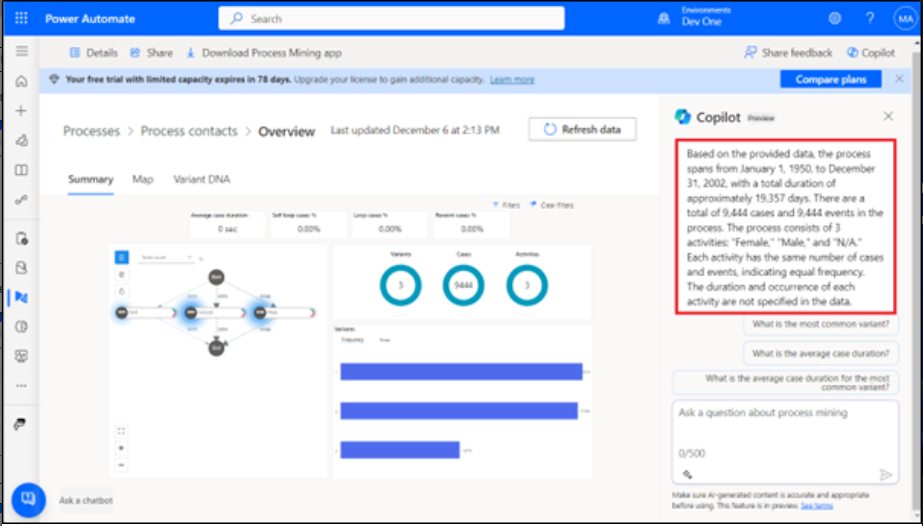 Power Automate
Search
Environments
Dev One
MA
Details
Share
Download Process Mining app
Share feedback
Copilot
Your free trial with limited capacity expires in 78 days. Upgrade your license to gain additional capacity. Learn more
Compare plans
Processes > Process contacts > Overview
Last updated December 6 at 2:13 PM
Refresh data
Summary
Map
Variant DNA
Filters
Clear filters
Average case duration
0 sec
Self loop cases %
0.00%
Loop cases %
0.00%
Rework cases %
0.00%
Start
End
Variants
3
Cases
9444
Activities
3
Variants
Frequency
Time
Ask a chatbot
Copilot Preview
Based on the provided data, the process
spans from January 1, 1950, to December
31, 2002, with a total duration of
approximately 19,357 days. There are a
total of 9,444 cases and 9,444 events in the
process. The process consists of 3
activities: "Female," "Male," and "N/A."
Each activity has the same number of cases
and events, indicating equal frequency.
The duration and occurrence of each
activity are not specified in the data.
What is the most common variant?
What is the average case duration?
What is the average case duration for the most
common variant?
Ask a question about process mining
0/500
Make sure AI-generated content is accurate and appropriate
before using. This feature is in preview. See terms